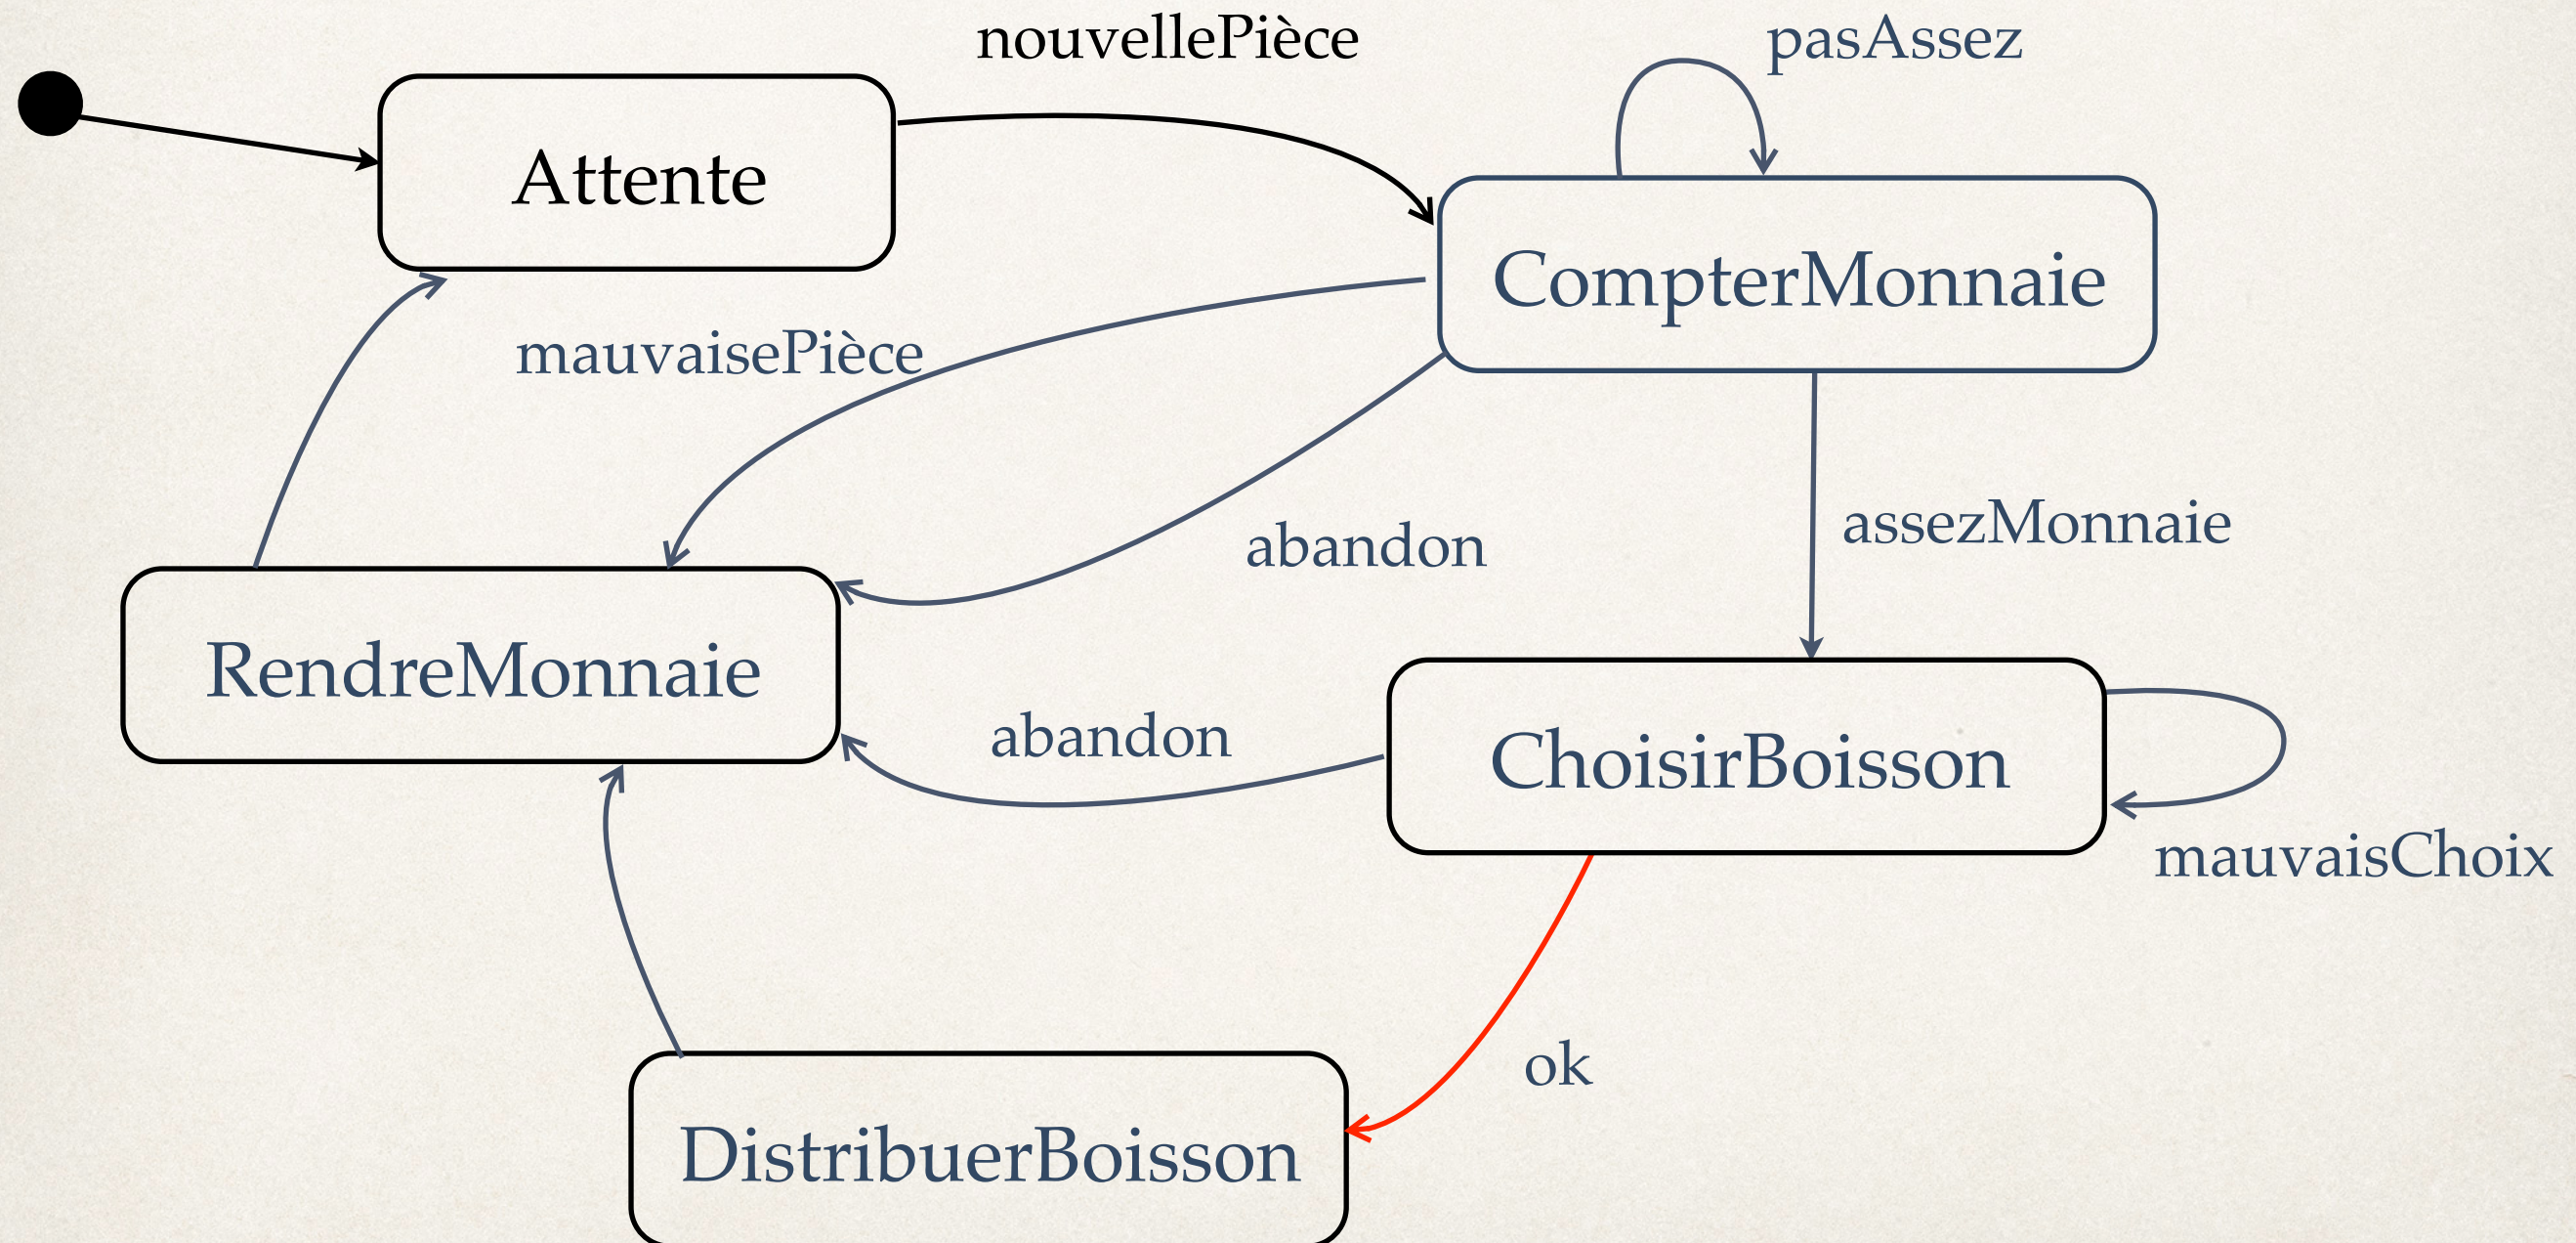 nouvellePièce
pasAssez
Attente
CompterMonnaie
mauvaisePièce
assezMonnaie
abandon
RendreMonnaie
abandon
ChoisirBoisson
mauvaisChoix
ok
DistribuerBoisson